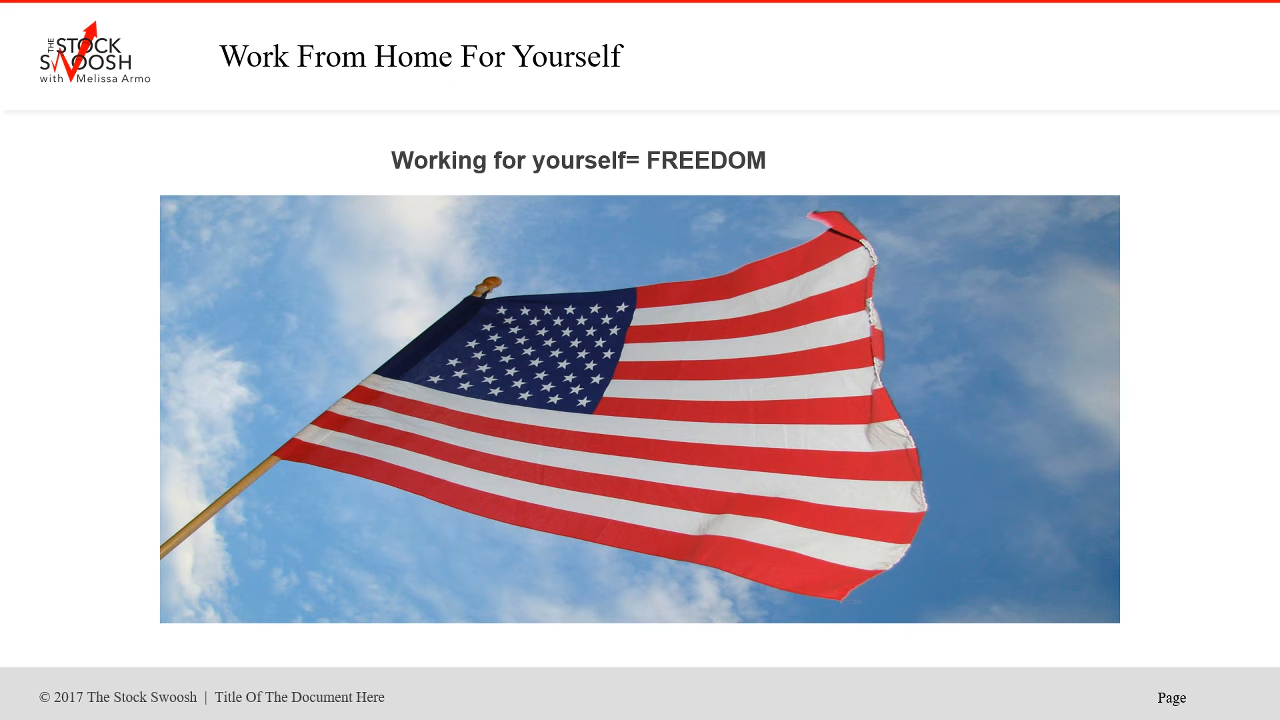 THE STOCK
SWOOSH
with Melissa Armo
Work From Home For Yourself
Working for yourself= FREEDOM
© 2017 The Stock Swoosh | Title Of The Document Here
Page